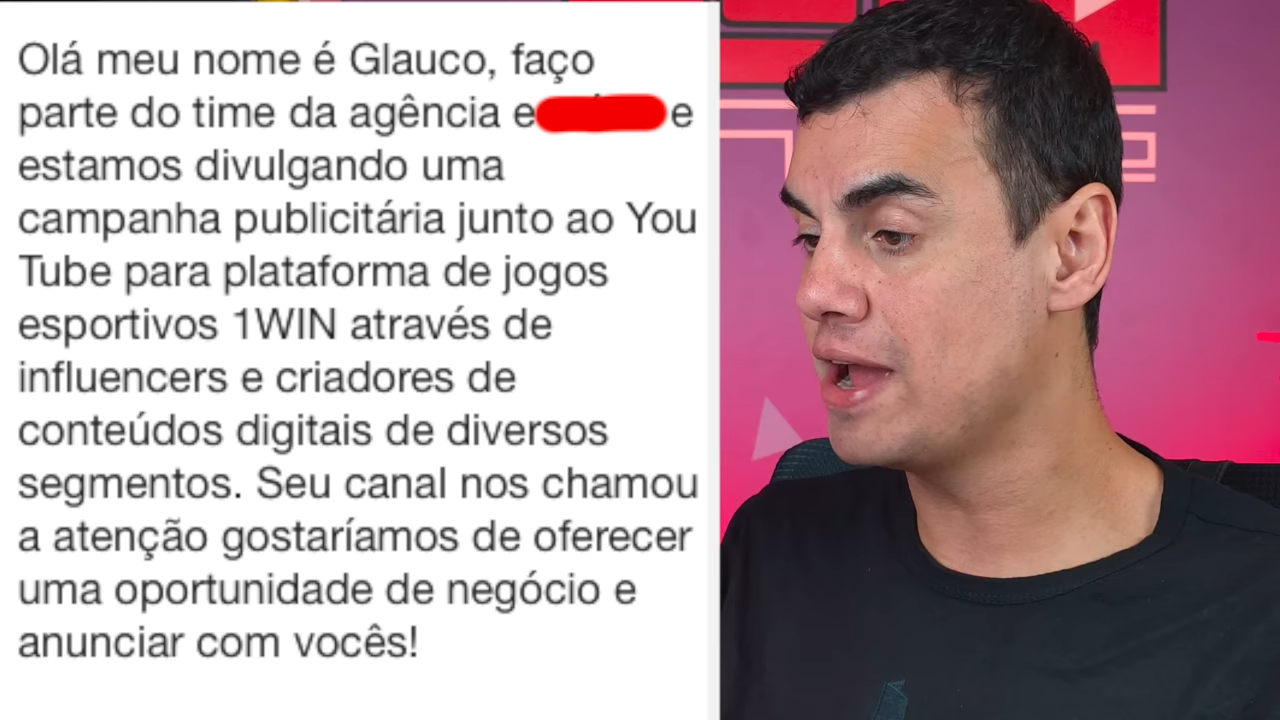 Olá meu nome é Glauco, faço
parte do time da agência e e
estamos divulgando uma
campanha publicitária junto ao You
Tube para plataforma de jogos
esportivos 1WIN através de
influencers e criadores de
conteúdos digitais de diversos
segmentos. Seu canal nos chamou
a atenção gostaríamos de oferecer
uma oportunidade de negócio e
anunciar com vocês!